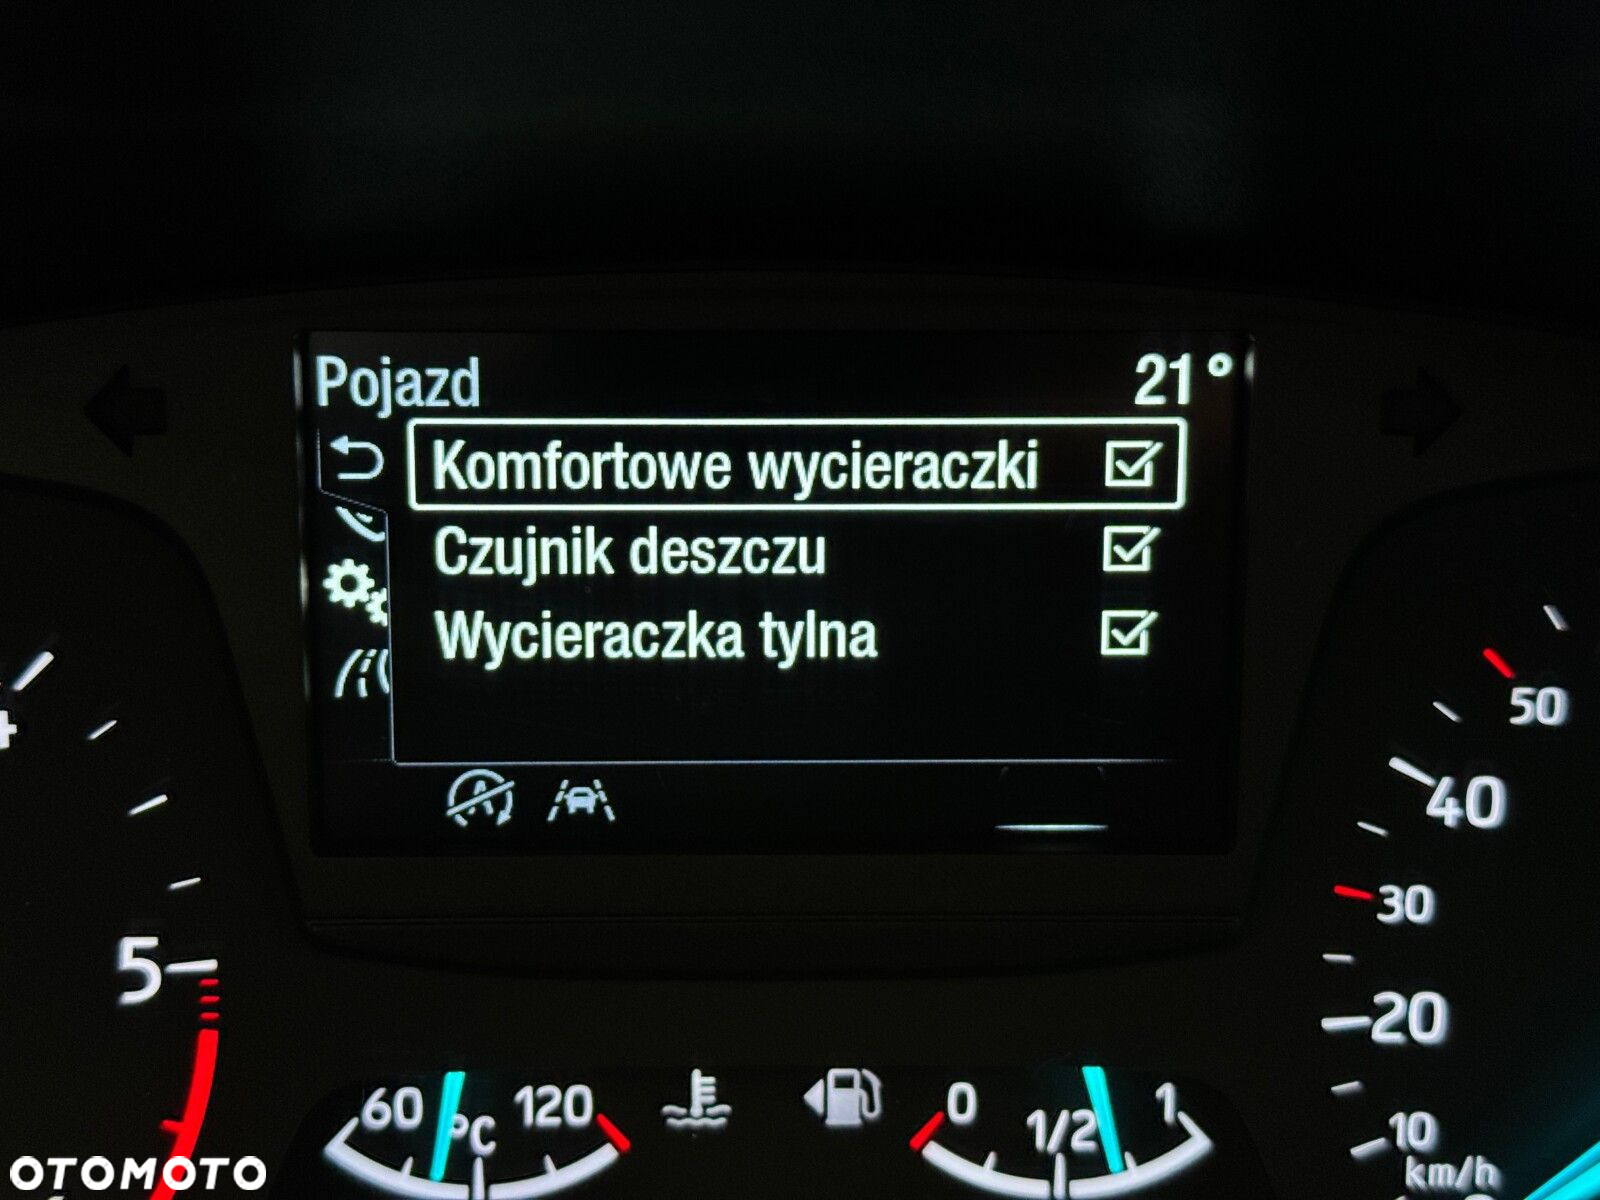 Pojazd 21°
Komfortowe wycieraczki
Czujnik deszczu
Wycieraczka tylna
50
40
30
5
20
60 °C 120
0 1/2 1
10
km/h
OTOMOTO